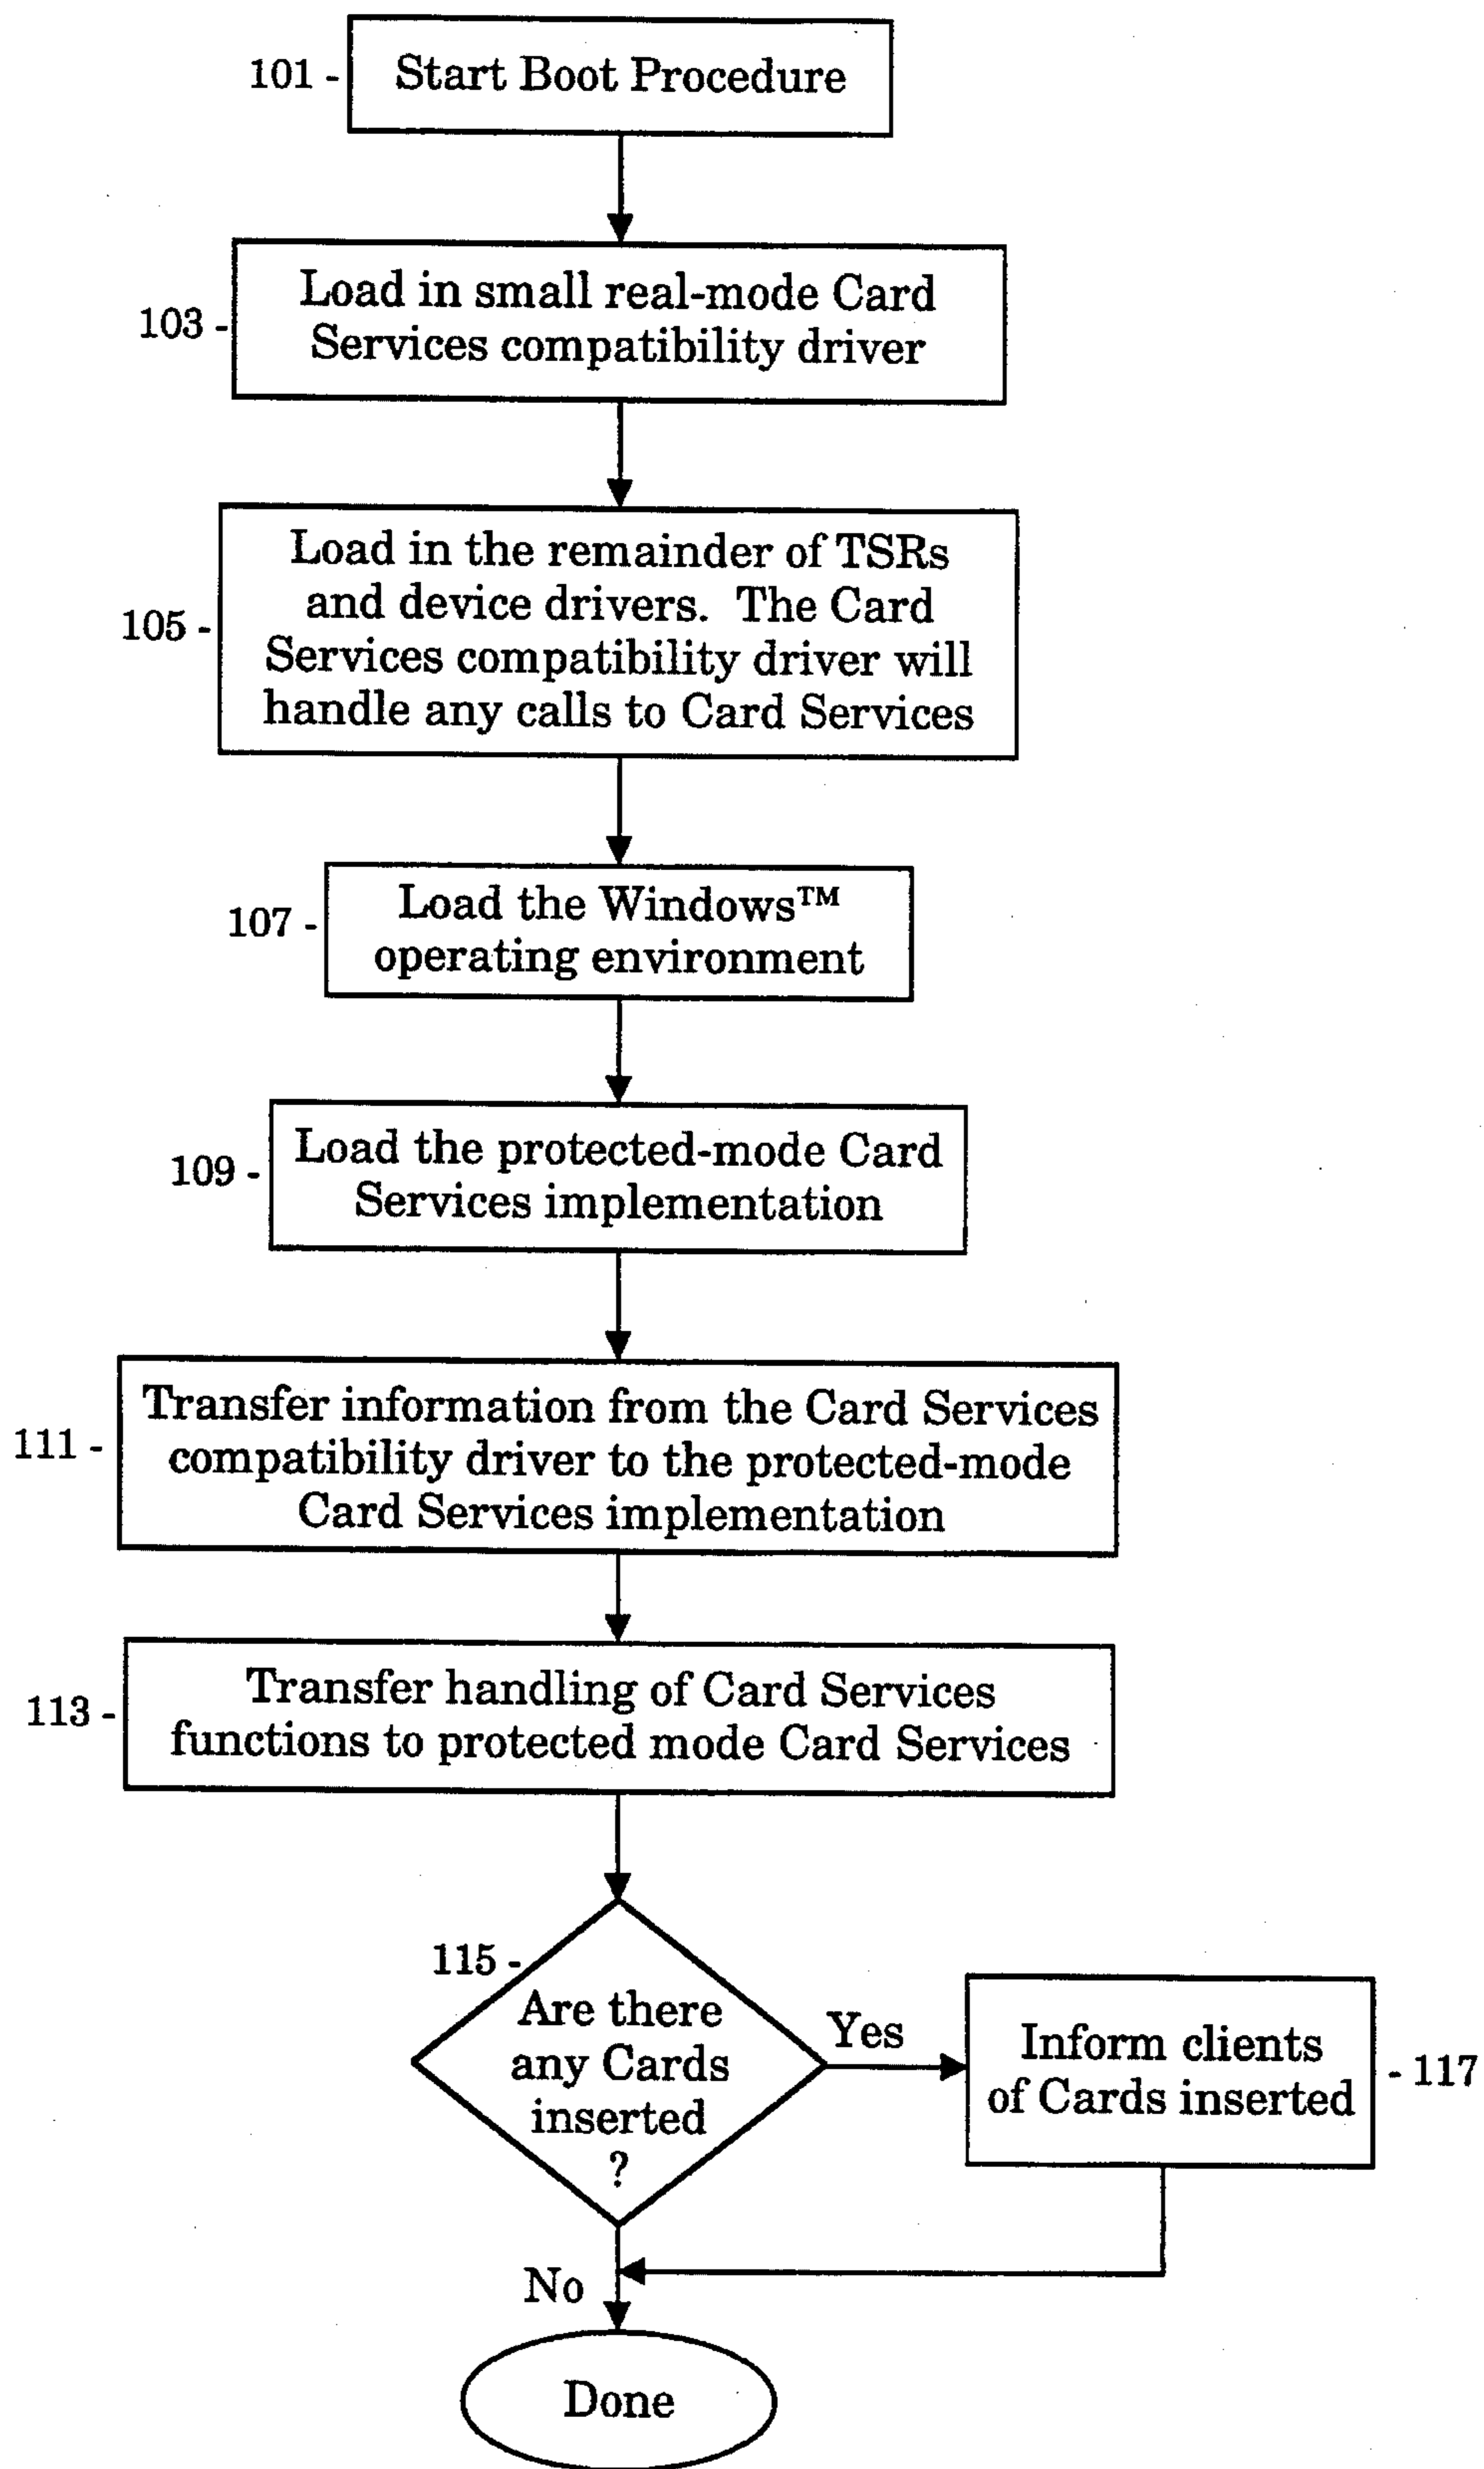 101 - Start Boot Procedure
103 - Load in small real-mode Card
Services compatibility driver
105 - Load in the remainder of TSRs
and device drivers. The Card
Services compatibility driver will
handle any calls to Card Services
107 - Load the Windows™
operating environment
109 - Load the protected-mode Card
Services implementation
111 - Transfer information from the Card Services
compatibility driver to the protected-mode
Card Services implementation
113 - Transfer handling of Card Services
functions to protected mode Card Services
115 -
Are there
any Cards
inserted
?
Yes
Inform clients
of Cards inserted
- 117
No
Done